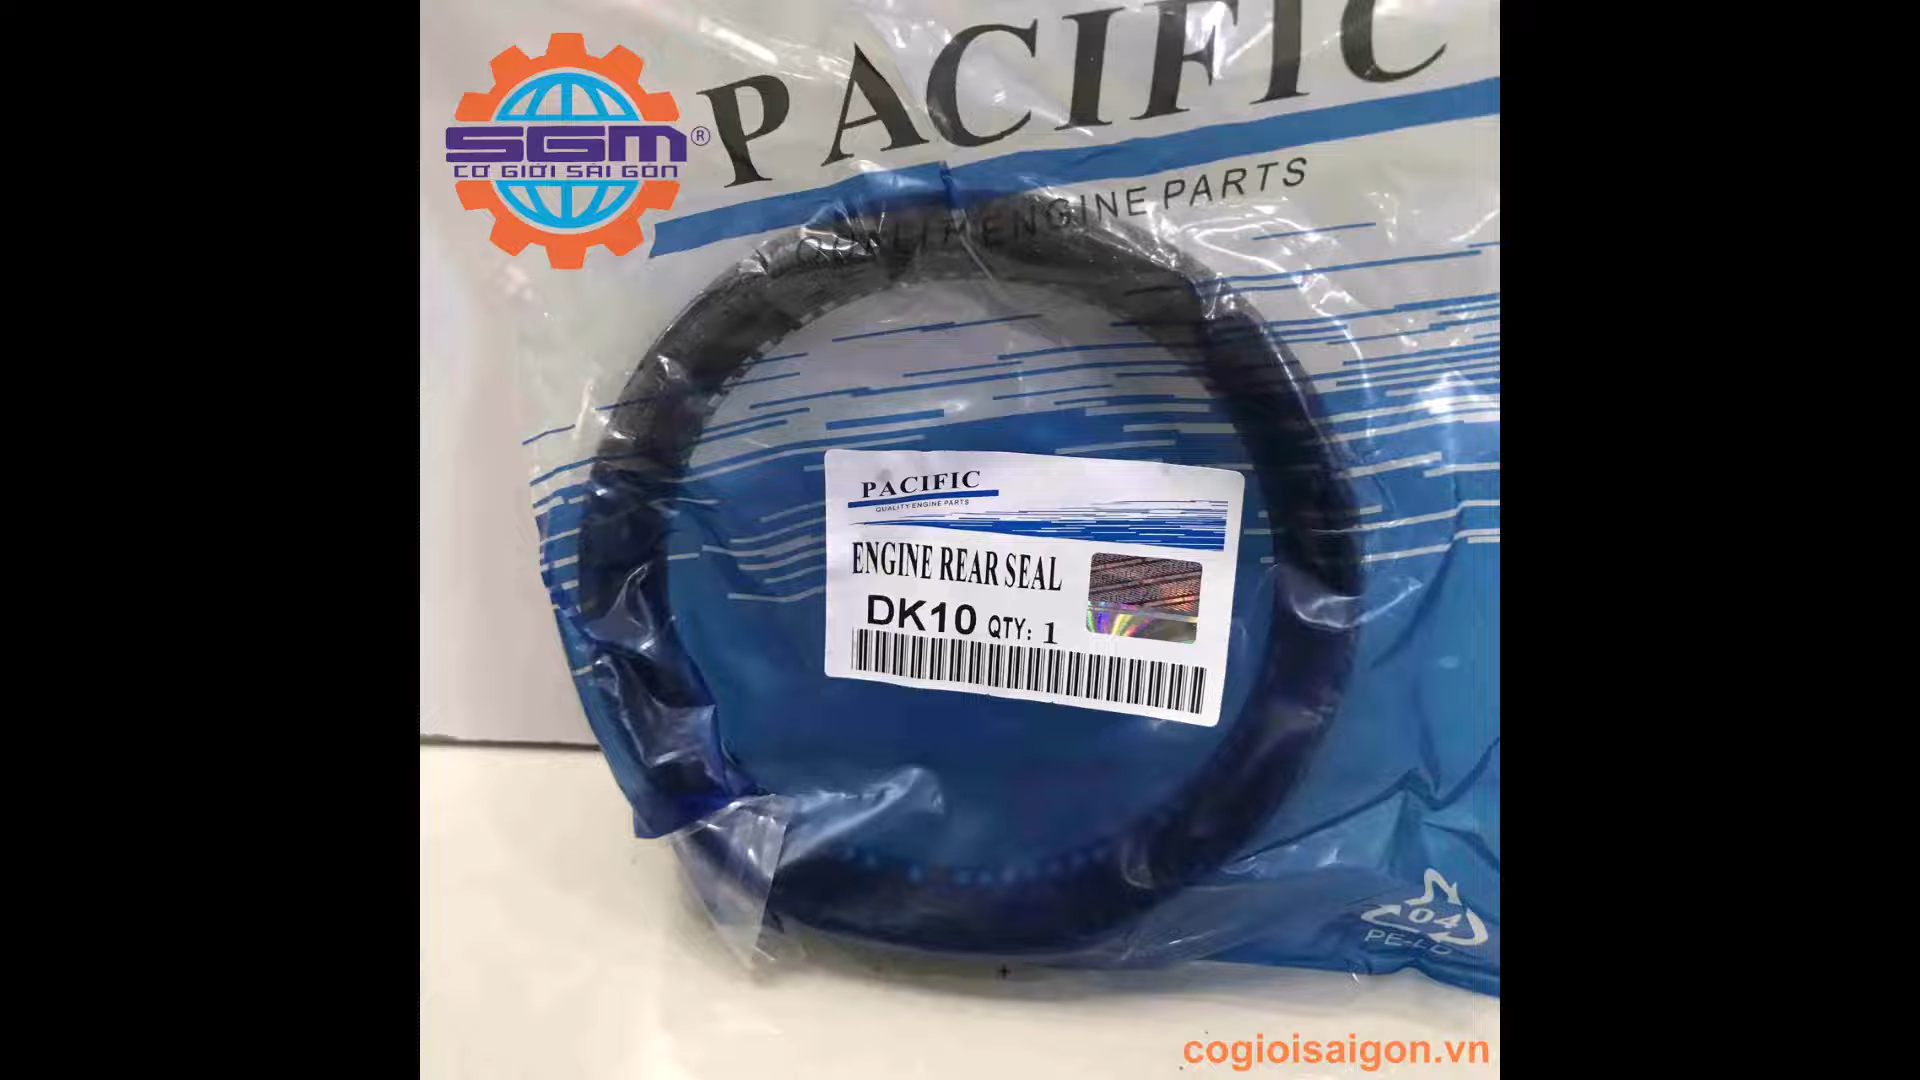 PACIFIC
QUALITY ENGINE PARTS
SGM®
CƠ GIỚI SÀI GÒN
PACIFIC
QUALITY ENGINE PARTS
ENGINE REAR SEAL
DK10 QTY: 1
04
PE-LD
cogioisaigon.vn